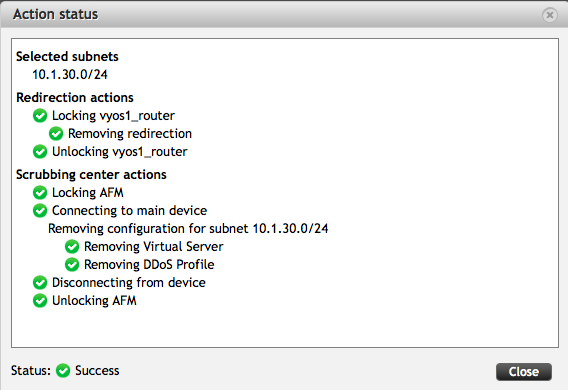 Action status
Selected subnets
10.1.30.0/24
Redirection actions
Locking vyos1_router
Removing redirection
Unlocking vyos1_router
Scrubbing center actions
Locking AFM
Connecting to main device
Removing configuration for subnet 10.1.30.0/24
Removing Virtual Server
Removing DDoS Profile
Disconnecting from device
Unlocking AFM
Status: Success
Close